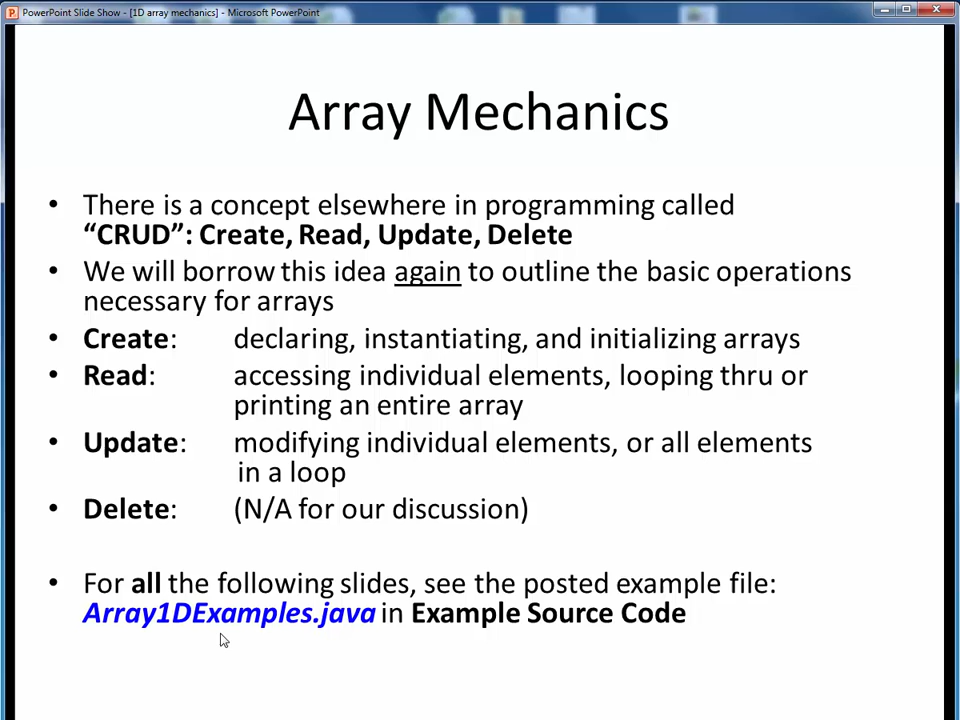 PowerPoint Slide Show - [1D array mechanics] - Microsoft PowerPoint
Array Mechanics
• There is a concept elsewhere in programming called
“CRUD”: Create, Read, Update, Delete
• We will borrow this idea again to outline the basic operations
necessary for arrays
• Create: declaring, instantiating, and initializing arrays
• Read: accessing individual elements, looping thru or
printing an entire array
• Update: modifying individual elements, or all elements
in a loop
• Delete: (N/A for our discussion)
• For all the following slides, see the posted example file:
Array1DExamples.java in Example Source Code